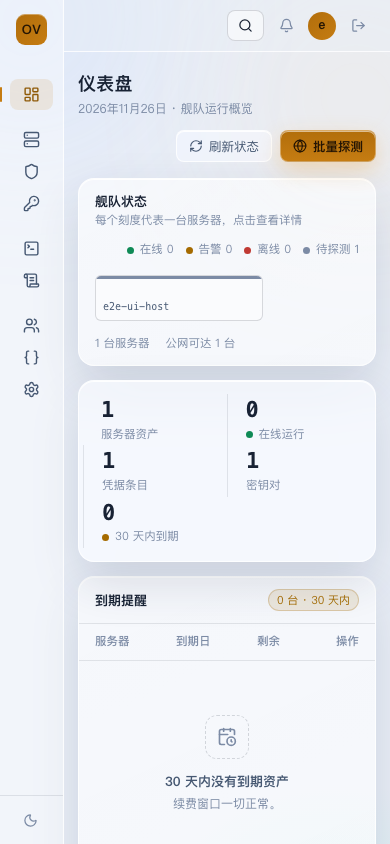 OV
e
仪表盘
2026年11月26日 · 舰队运行概览
刷新状态
批量探测
舰队状态
每个刻度代表一台服务器，点击查看详情
在线 0 告警 0 离线 0 待探测 1
e2e-ui-host
1 台服务器 公网可达 1 台
1 0
服务器资产 在线运行
1 1
凭据条目 密钥对
0
30 天内到期
到期提醒
0 台 · 30 天内
服务器 到期日 剩余 操作
30 天内没有到期资产
续费窗口一切正常。